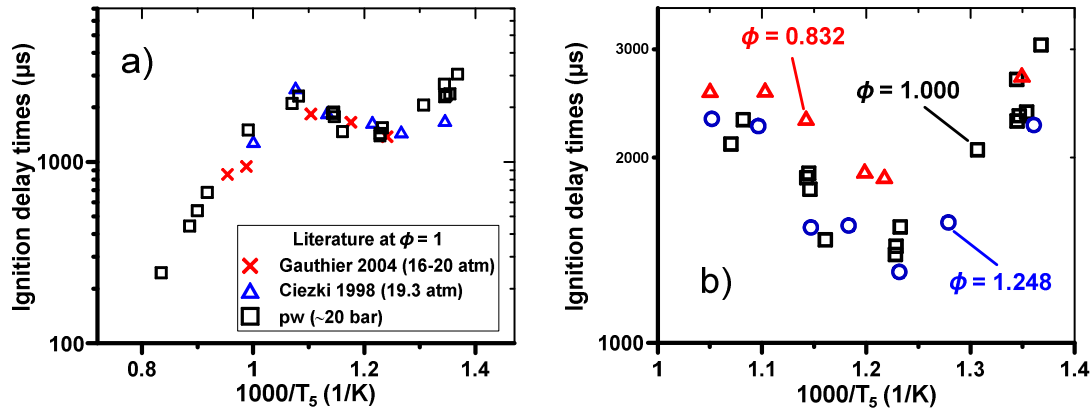 a)
Ignition delay times (µs)
1000
1000
100
0.8
1
1.2
1.4
1000/T₅ (1/K)
Literature at ϕ = 1
Gauthier 2004 (16-20 atm)
Ciezki 1998 (19.3 atm)
pw (~20 bar)
b)
Ignition delay times (µs)
3000
2000
1000
1
1.1
1.2
1.3
1.4
1000/T₅ (1/K)
ϕ = 0.832
ϕ = 1.000
ϕ = 1.248